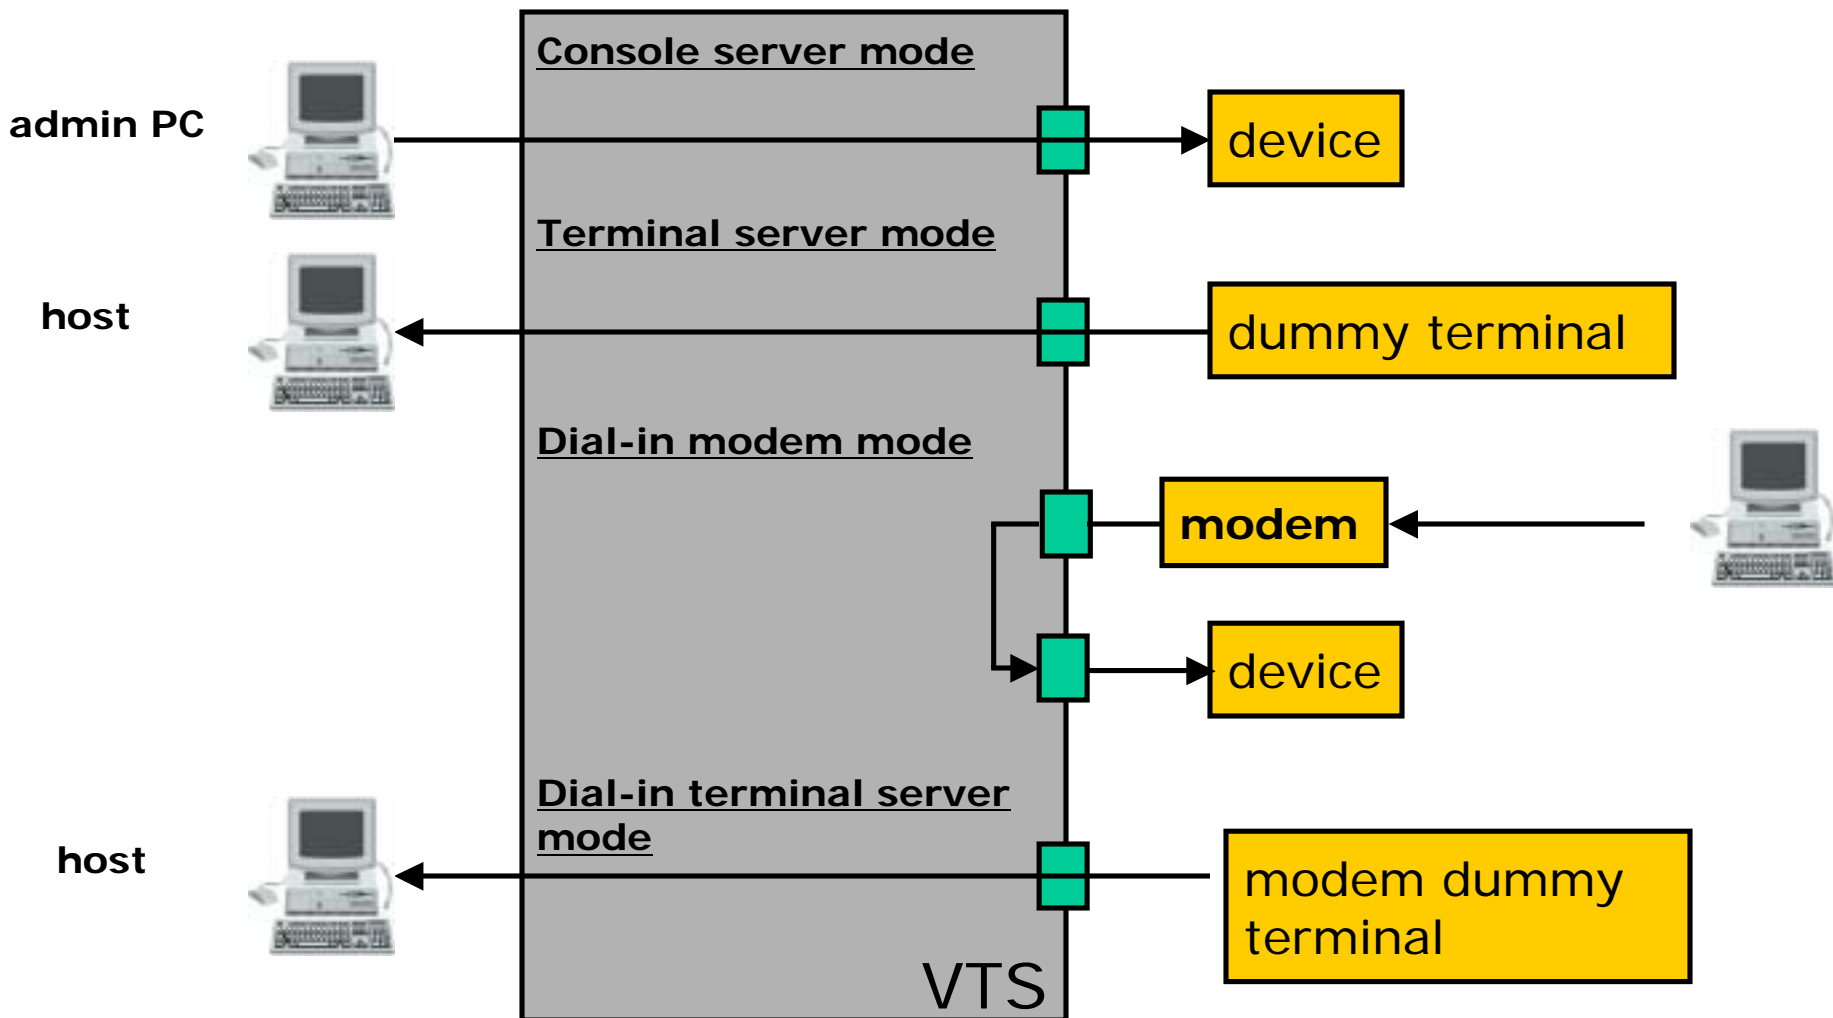 Console server mode
admin PC
device
Terminal server mode
host
dummy terminal
Dial-in modem mode
modem
device
Dial-in terminal server
mode
host
modem dummy
terminal
VTS